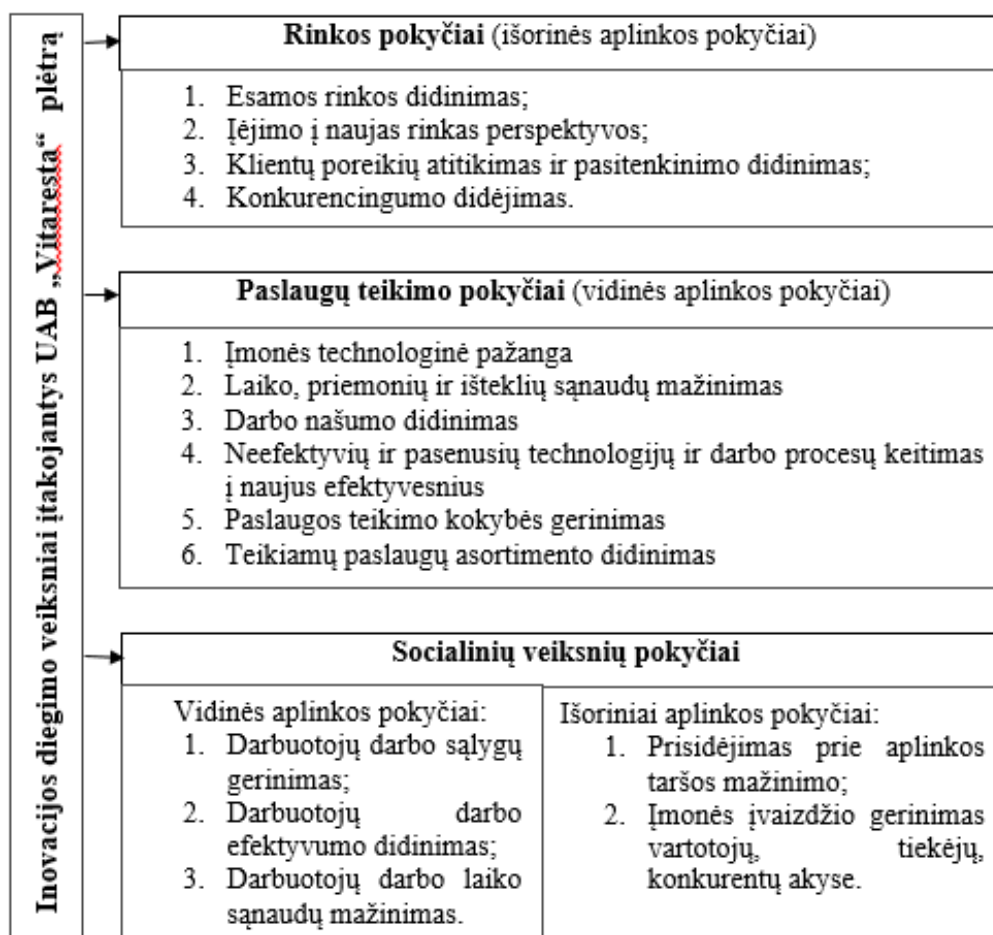 Inovacijos diegimo veiksniai įtakojantys UAB „Vitaresta“ plėtrą
Rinkos pokyčiai (išorinės aplinkos pokyčiai)
1. Esamos rinkos didinimas;
2. Įėjimo į naujas rinkas perspektyvos;
3. Klientų poreikių atitikimas ir pasitenkinimo didinimas;
4. Konkurencingumo didėjimas.
Paslaugų teikimo pokyčiai (vidinės aplinkos pokyčiai)
1. Įmonės technologinė pažanga
2. Laiko, priemonių ir išteklių sąnaudų mažinimas
3. Darbo našumo didinimas
4. Neefektyvių ir pasenusių technologijų ir darbo procesų keitimas
į naujus efektyvesnius
5. Paslaugos teikimo kokybės gerinimas
6. Teikiamų paslaugų asortimento didinimas
Socialinių veiksnių pokyčiai
Vidinės aplinkos pokyčiai:
1. Darbuotojų darbo sąlygų
gerinimas;
2. Darbuotojų darbo
efektyvumo didinimas;
3. Darbuotojų darbo laiko
sąnaudų mažinimas.
Išoriniai aplinkos pokyčiai:
1. Prisidėjimas prie aplinkos
taršos mažinimo;
2. Įmonės įvaizdžio gerinimas
vartotojų, tiekėjų,
konkurentų akyse.